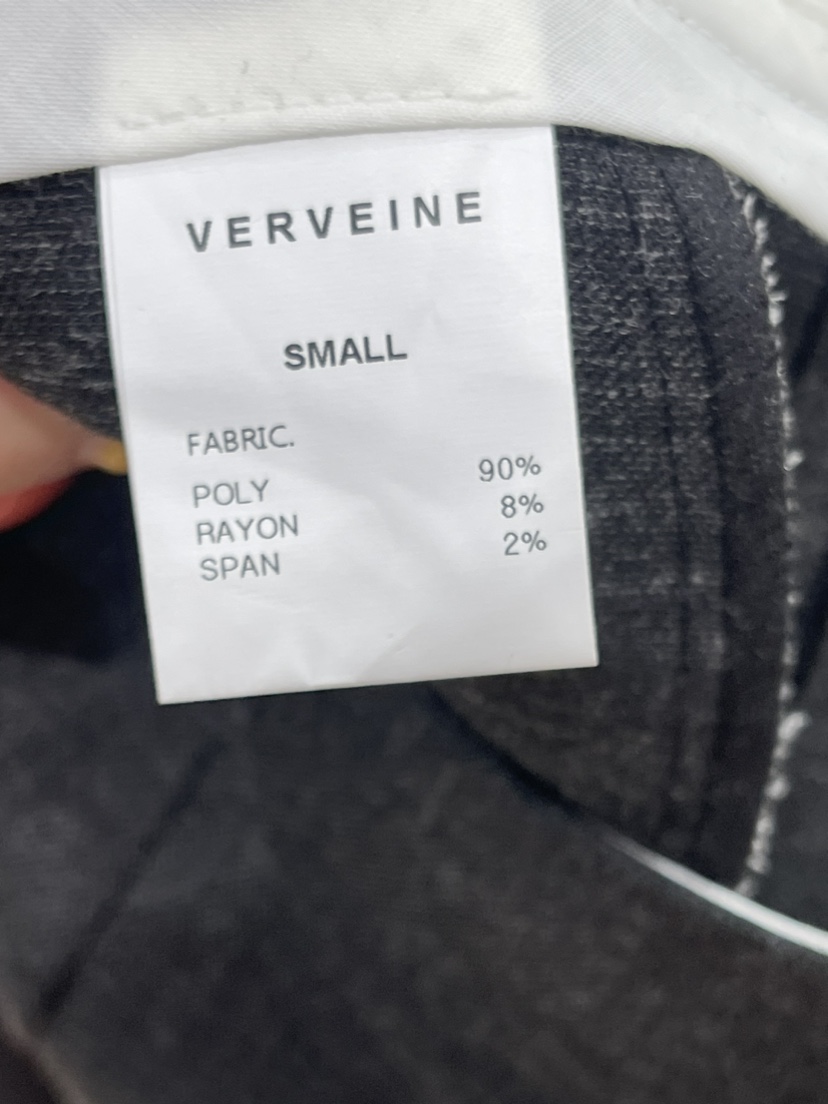 VERVEINE
SMALL
FABRIC.
POLY 90%
RAYON 8%
SPAN 2%